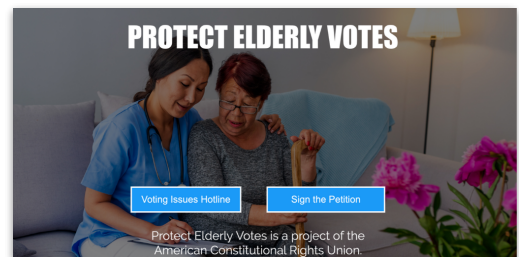 PROTECT ELDERLY VOTES
Voting Issues Hotline
Sign the Petition
Protect Elderly Votes is a project of the
American Constitutional Rights Union.